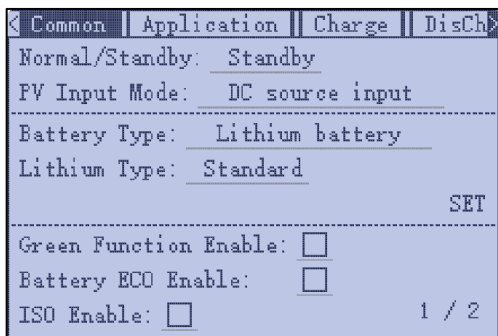 Common Application Charge DisCh
Normal/Standby: Standby
PV Input Mode: DC source input
Battery Type: Lithium battery
Lithium Type: Standard
SET
Green Function Enable:
Battery ECO Enable:
ISO Enable:
1 / 2